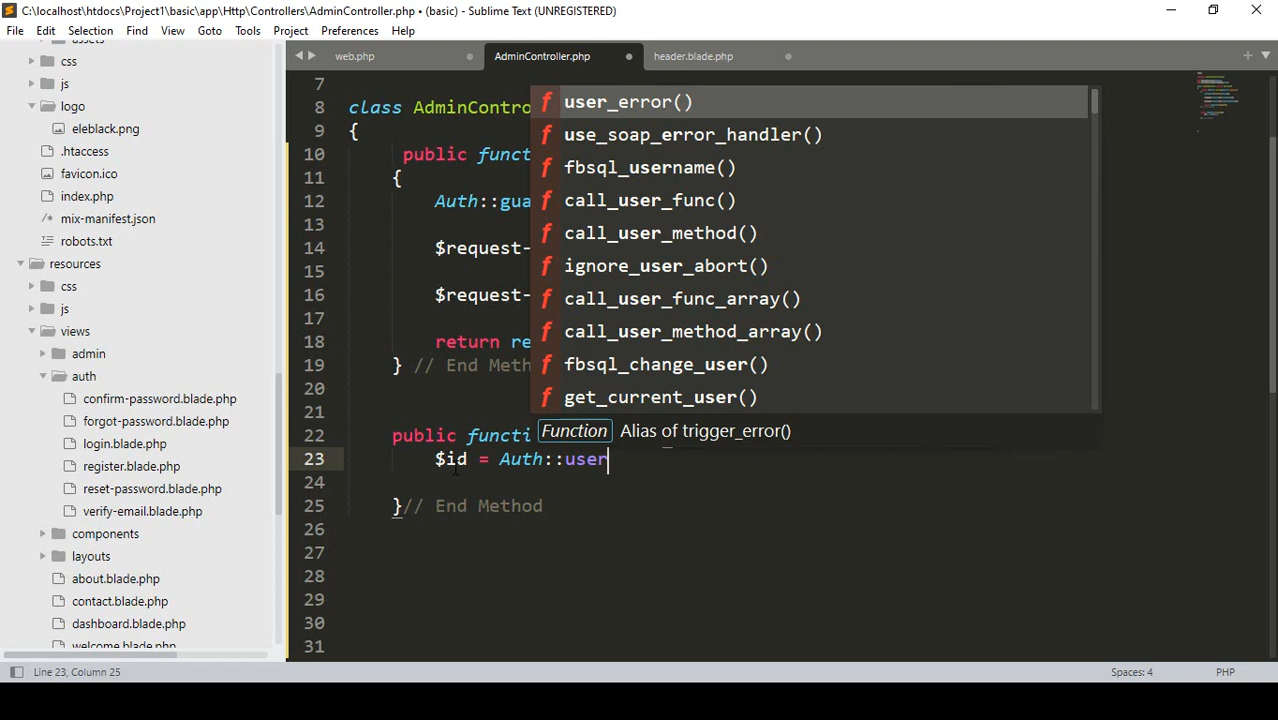 C:\localhost\htdocs\Project1\basic\app\Http\Controllers\AdminController.php • (basic) - Sublime Text (UNREGISTERED)
File Edit Selection Find View Goto Tools Project Preferences Help
css
js
logo
eleblack.png
.htaccess
favicon.ico
index.php
mix-manifest.json
robots.txt
resources
css
js
views
admin
auth
confirm-password.blade.php
forgot-password.blade.php
login.blade.php
register.blade.php
reset-password.blade.php
verify-email.blade.php
components
layouts
about.blade.php
contact.blade.php
dashboard.blade.php
welcome.blade.php
web.php AdminController.php header.blade.php
7
8 class AdminContro
9 {
10 public funct
11 {
12 Auth::gua
13
14 $request-
15
16 $request-
17
18 return re
19 } // End Meth
20
21
22 public functi
23 $id = Auth::user
24
25 }// End Method
26
27
28
29
30
31
f user_error()
f use_soap_error_handler()
f fbsql_username()
f call_user_func()
f call_user_method()
f ignore_user_abort()
f call_user_func_array()
f call_user_method_array()
f fbsql_change_user()
f get_current_user()
Function Alias of trigger_error()
Line 23, Column 25 Spaces: 4 PHP